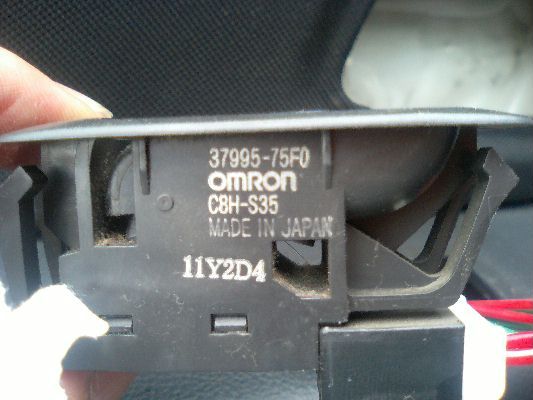 37995-75F0
OMRON
C8H-S35
MADE IN JAPAN
11Y2D4